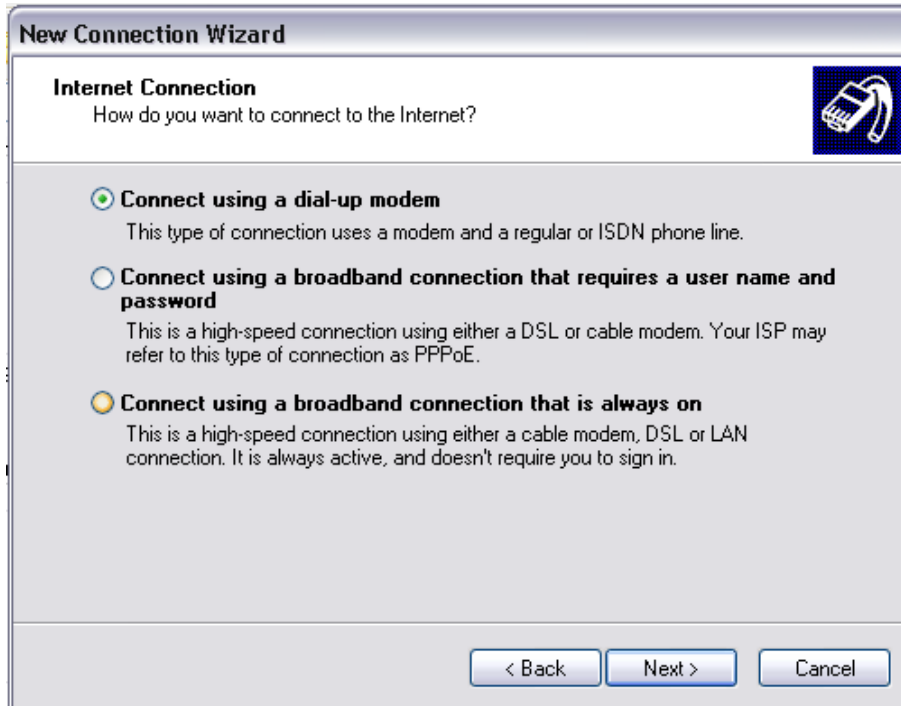 New Connection Wizard
Internet Connection
How do you want to connect to the Internet?
Connect using a dial-up modem
This type of connection uses a modem and a regular or ISDN phone line.
Connect using a broadband connection that requires a user name and
password
This is a high-speed connection using either a DSL or cable modem. Your ISP may
refer to this type of connection as PPPoE.
Connect using a broadband connection that is always on
This is a high-speed connection using either a cable modem, DSL or LAN
connection. It is always active, and doesn't require you to sign in.
< Back Next > Cancel